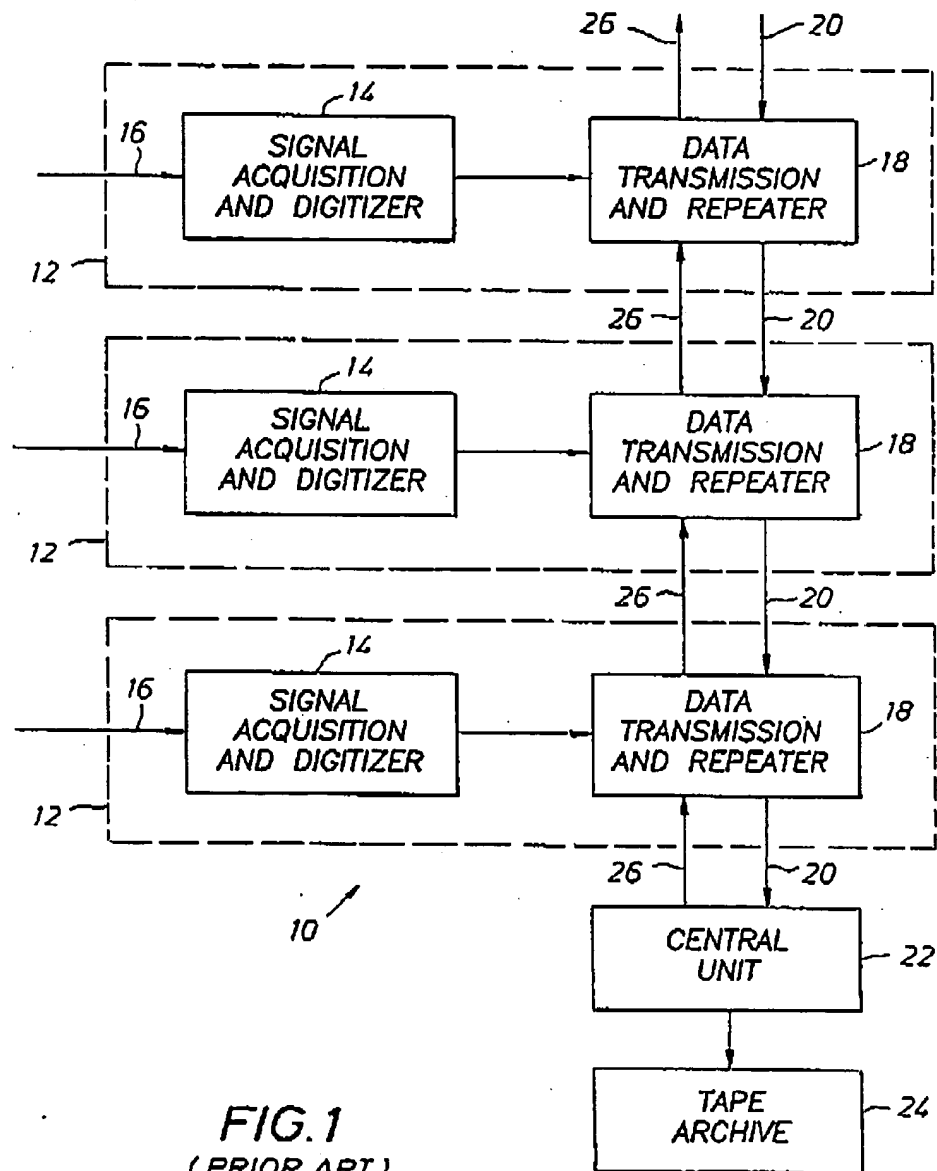 26
20
14
16
SIGNAL
ACQUISITION
AND DIGITIZER
DATA
TRANSMISSION
AND REPEATER
18
12
26
20
14
16
SIGNAL
ACQUISITION
AND DIGITIZER
DATA
TRANSMISSION
AND REPEATER
18
12
26
20
14
16
SIGNAL
ACQUISITION
AND DIGITIZER
DATA
TRANSMISSION
AND REPEATER
18
12
26
20
10
CENTRAL
UNIT
22
TAPE
ARCHIVE
24
FIG.1
(PRIOR ART)